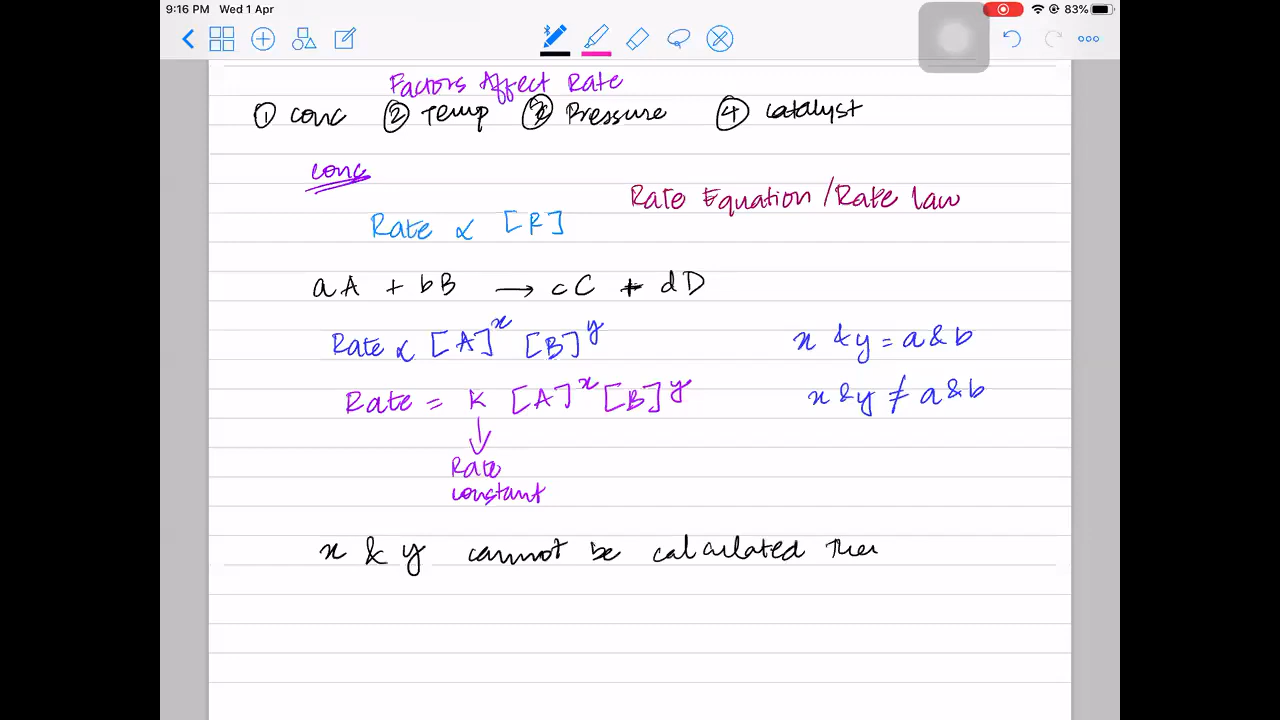 9:16 PM Wed 1 Apr 83%
Factors Affect Rate
① conc ② Temp ③ Pressure ④ catalyst
conc
Rate Equation/Rate law
Rate ∝ [R]
aA + bB → cC + dD
Rate ∝ [A]ˣ [B]ʸ x & y = a & b
Rate = K [A]ˣ [B]ʸ x & y ≠ a & b
↓
Rate
constant
x & y cannot be calculated